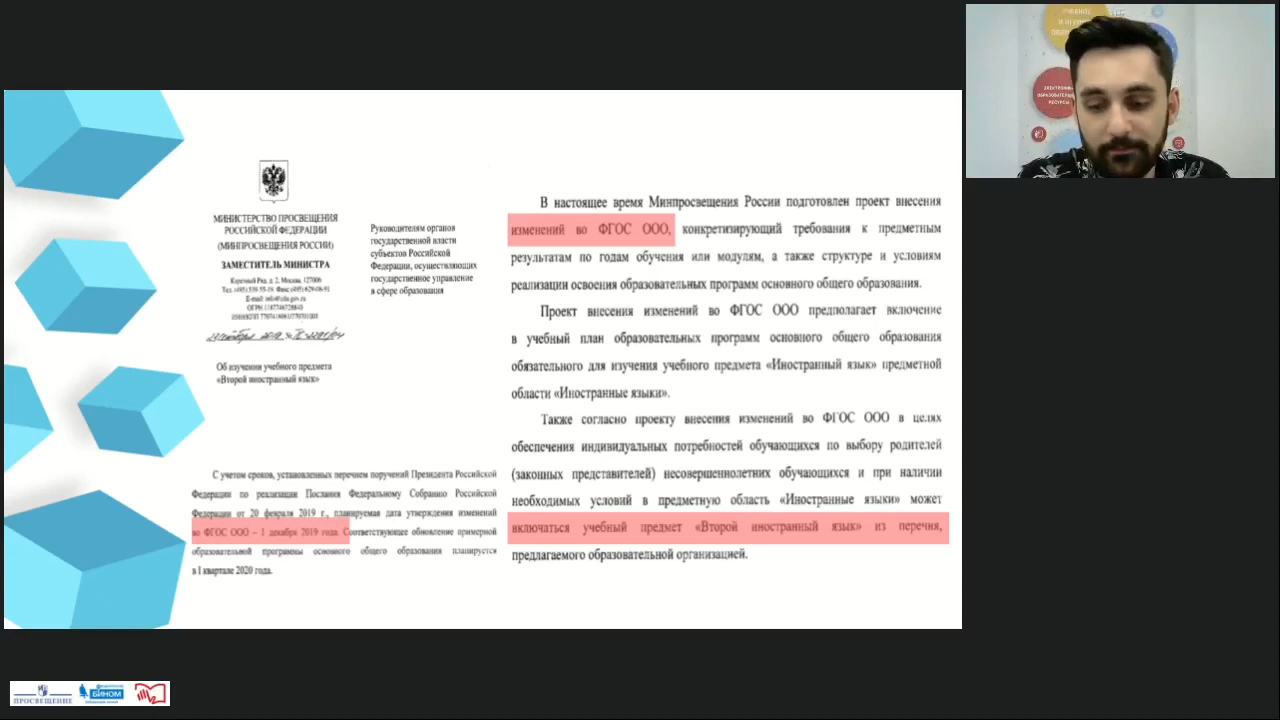 МИНИСТЕРСТВО ПРОСВЕЩЕНИЯ
РОССИЙСКОЙ ФЕДЕРАЦИИ
(МИНПРОСВЕЩЕНИЯ РОССИИ)
ЗАМЕСТИТЕЛЬ МИНИСТРА
Каретный Ряд, д. 2, Москва, 127006
Об изучении учебного предмета
«Второй иностранный язык»
Руководителям органов
государственной власти
субъектов Российской
Федерации, осуществляющих
государственное управление
в сфере образования
С учетом сроков, установленных перечнем поручений Президента Российской
Федерации по реализации Послания Федеральному Собранию Российской
Федерации от 20 февраля 2019 г., планируемая дата утверждения изменений
во ФГОС ООО – 1 декабря 2019 года. Соответствующее обновление примерной
образовательной программы основного общего образования планируется
в I квартале 2020 года.
В настоящее время Минпросвещения России подготовлен проект внесения
изменений во ФГОС ООО, конкретизирующий требования к предметным
результатам по годам обучения или модулям, а также структуре и условиям
реализации освоения образовательных программ основного общего образования.
Проект внесения изменений во ФГОС ООО предполагает включение
в учебный план образовательных программ основного общего образования
обязательного для изучения учебного предмета «Иностранный язык» предметной
области «Иностранные языки».
Также согласно проекту внесения изменений во ФГОС ООО в целях
обеспечения индивидуальных потребностей обучающихся по выбору родителей
(законных представителей) несовершеннолетних обучающихся и при наличии
необходимых условий в предметную область «Иностранные языки» может
включаться учебный предмет «Второй иностранный язык» из перечня,
предлагаемого образовательной организацией.
ПРОСВЕЩЕНИЕ
БИНОМ